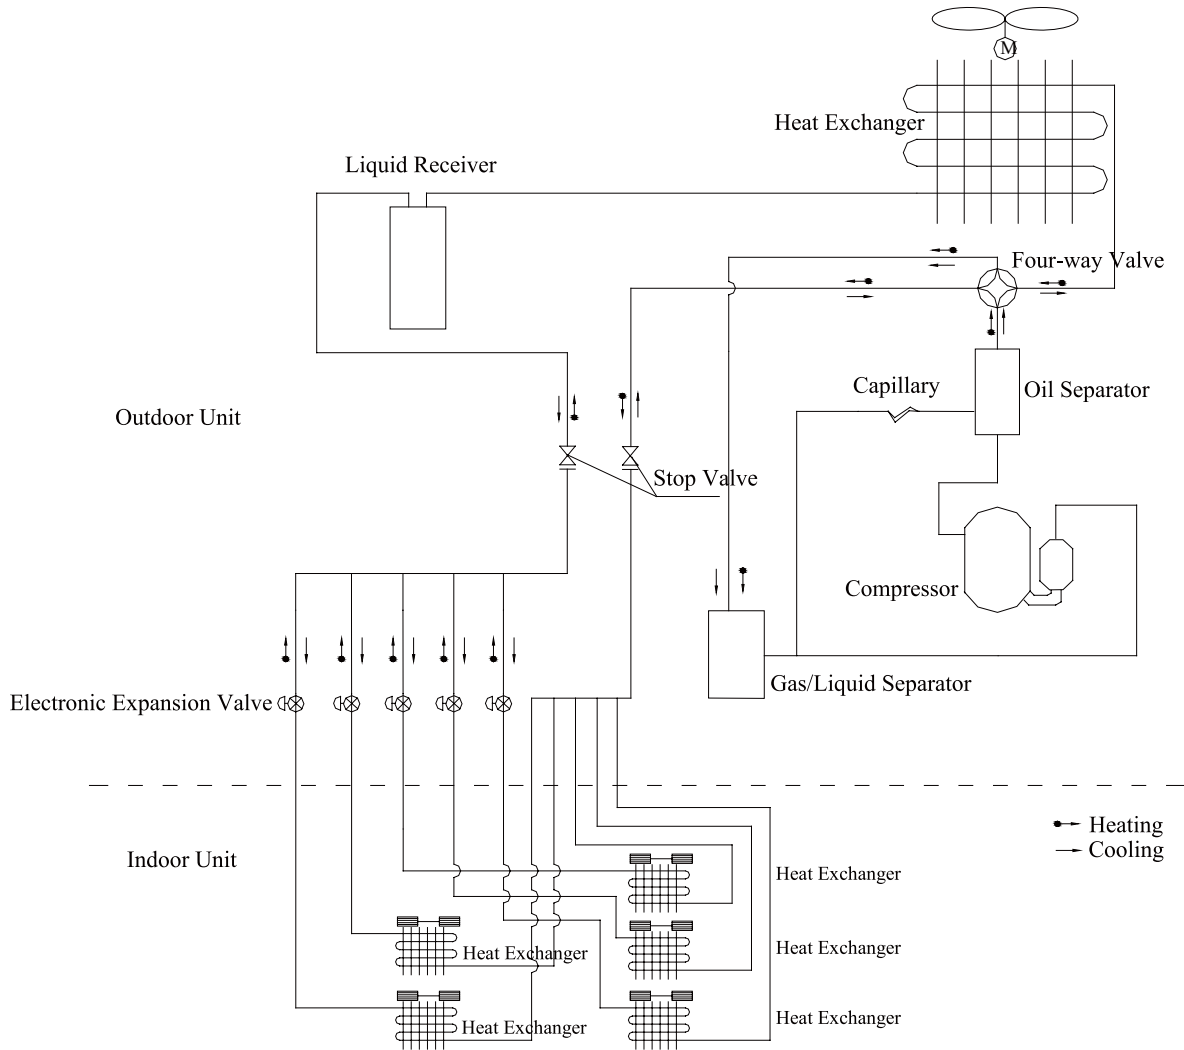 M
Heat Exchanger
Liquid Receiver
Four-way Valve
Capillary
Oil Separator
Outdoor Unit
Stop Valve
Compressor
Gas/Liquid Separator
Electronic Expansion Valve
Heating
Cooling
Indoor Unit
Heat Exchanger
Heat Exchanger
Heat Exchanger
Heat Exchanger
Heat Exchanger